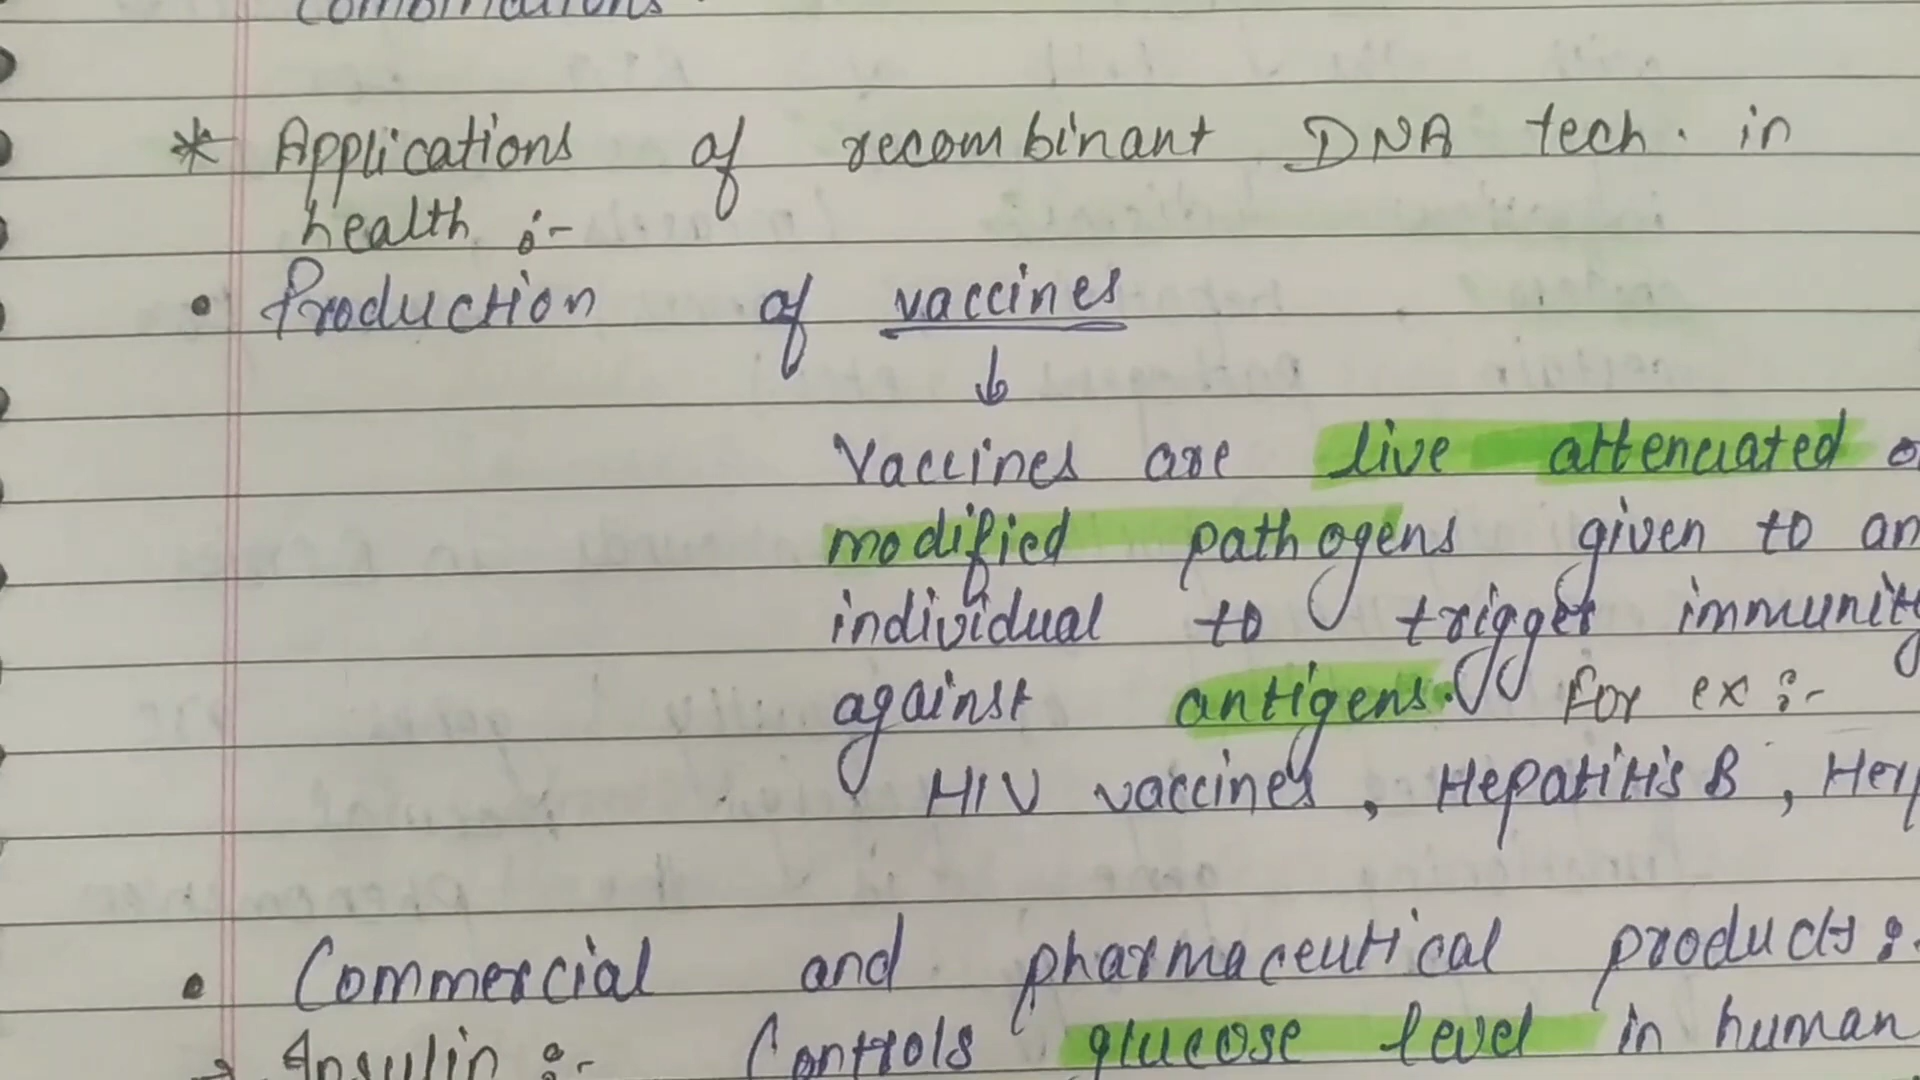 combinations.
* Applications of recombinant DNA tech. in
health :-
• Production of vaccines
↓
Vaccines are live attenuated
modified pathogens given to an
individual to trigger immunity
against antigens. For ex :-
HIV vaccines, Hepatitis B,
• Commercial and pharmaceutical products :-
→ Insulin :- Controls glucose level in human